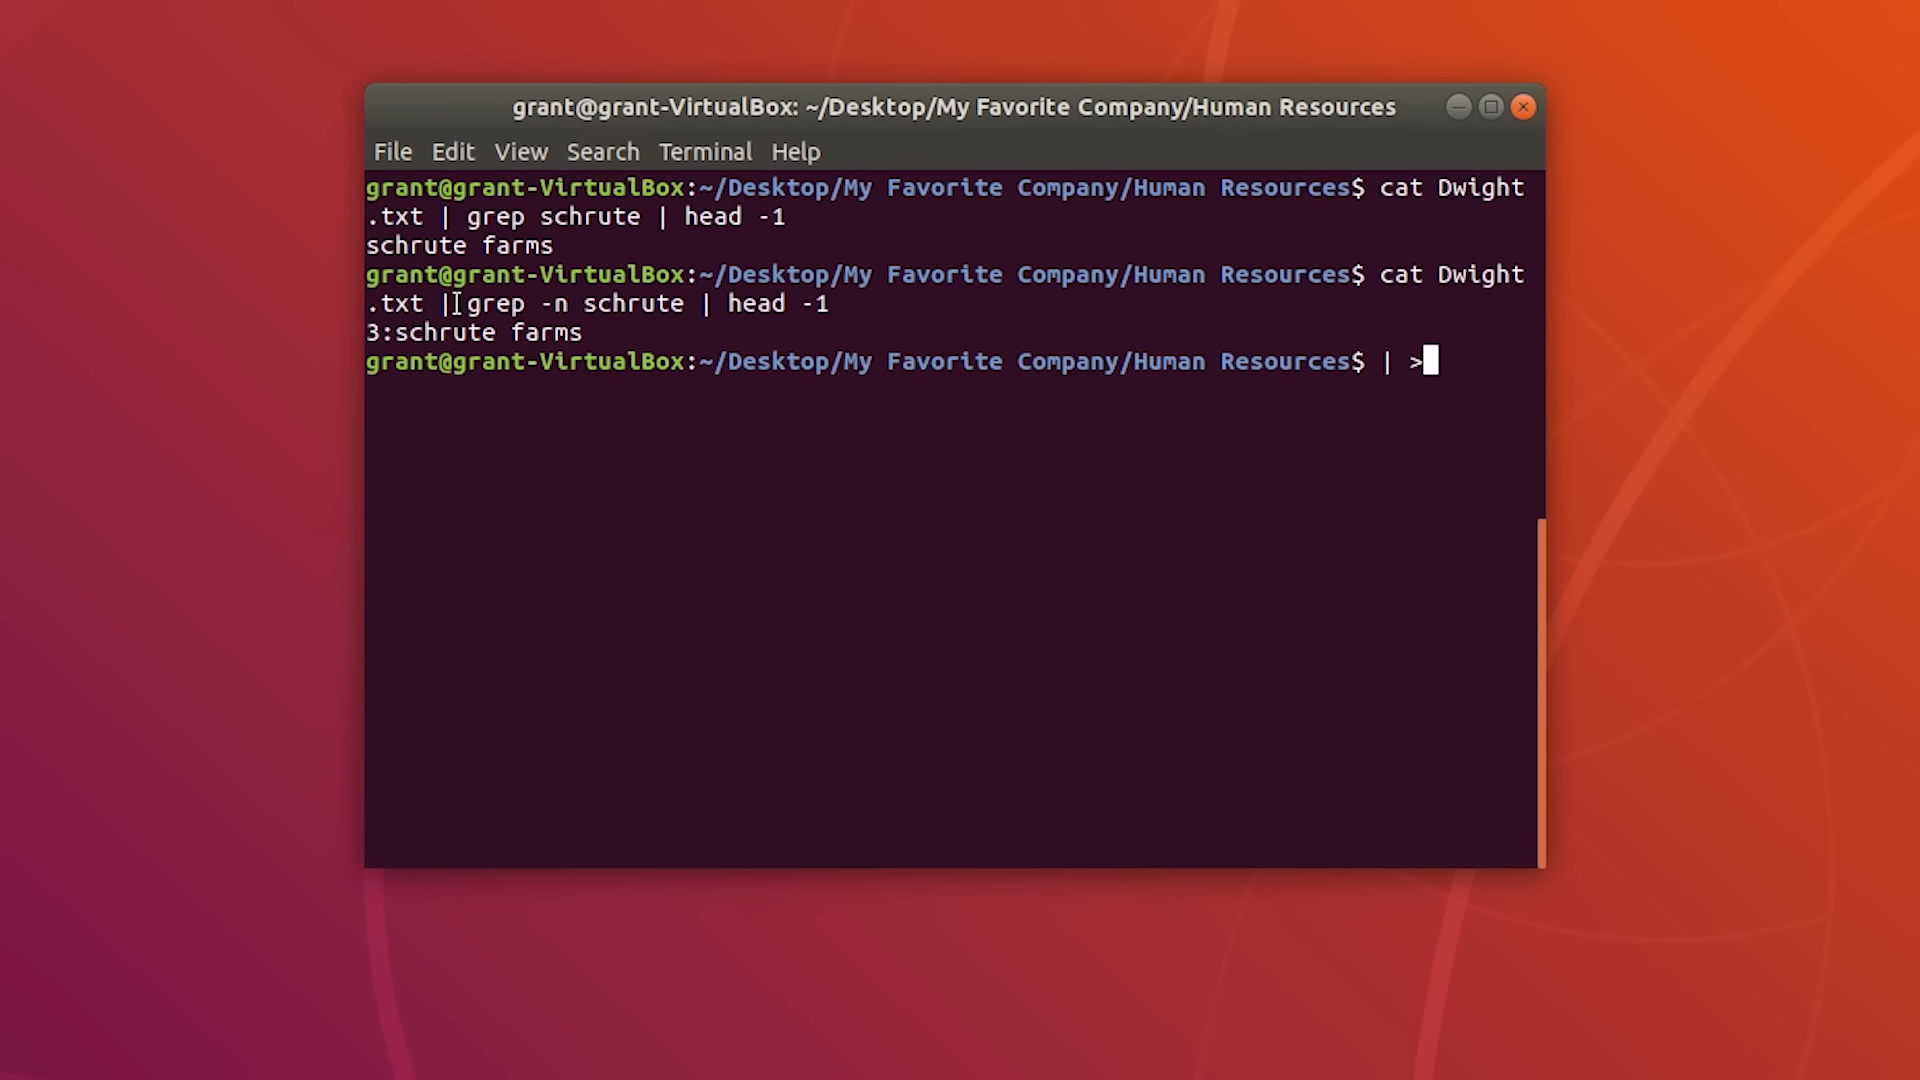 grant@grant-VirtualBox: ~/Desktop/My Favorite Company/Human Resources
File Edit View Search Terminal Help
grant@grant-VirtualBox:~/Desktop/My Favorite Company/Human Resources$ cat Dwight
.txt | grep schrute | head -1
schrute farms
grant@grant-VirtualBox:~/Desktop/My Favorite Company/Human Resources$ cat Dwight
.txt | grep -n schrute | head -1
3:schrute farms
grant@grant-VirtualBox:~/Desktop/My Favorite Company/Human Resources$ | >